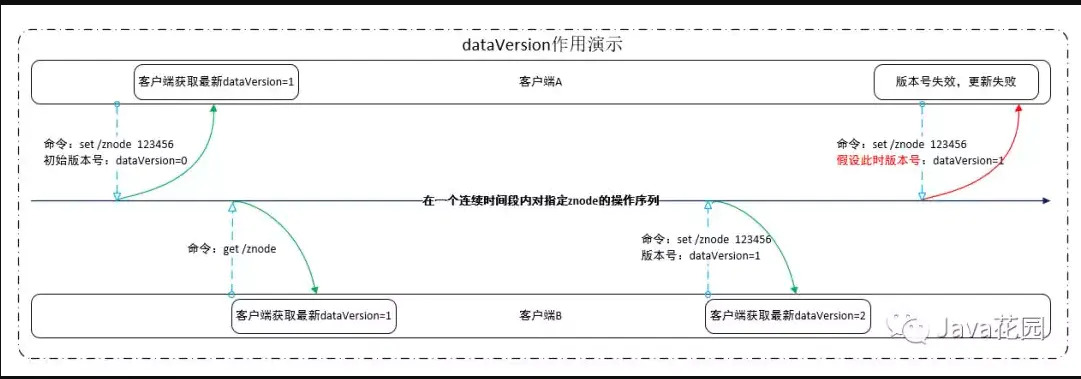 dataVersion作用演示
客户端获取最新dataVersion=1
客户端A
版本号失效，更新失败
命令：set /znode 123456
初始版本号：dataVersion=0
命令：set /znode 123456
假设此时版本号：dataVersion=1
在一个连续时间段内对指定znode的操作序列
命令：get /znode
命令：set /znode 123456
版本号：dataVersion=1
客户端获取最新dataVersion=1
客户端B
客户端获取最新dataVersion=2
Java花园